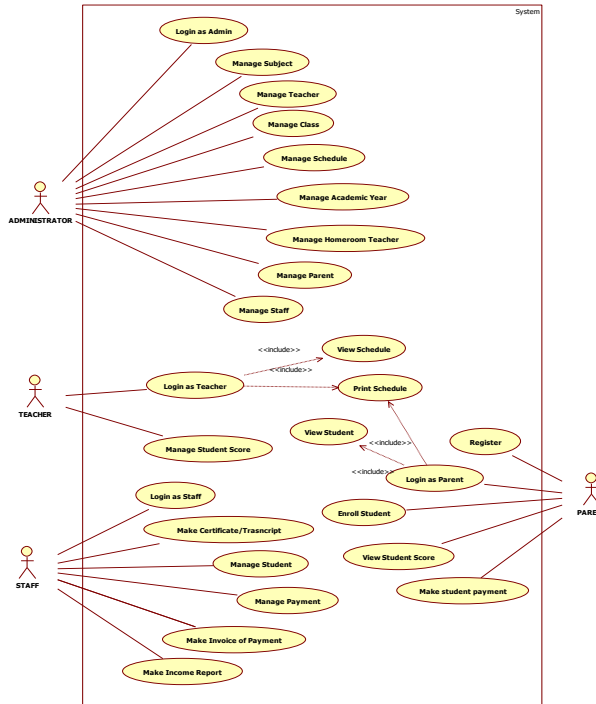 System
Login as Admin
Manage Subject
Manage Teacher
Manage Class
Manage Schedule
Manage Academic Year
ADMINISTRATOR
Manage Homeroom Teacher
Manage Parent
Manage Staff
<<include>>
View Schedule
<<include>>
Login as Teacher
Print Schedule
TEACHER
View Student
<<include>>
Register
Manage Student Score
<<include>>
Login as Parent
Login as Staff
Enroll Student
PARE
Make Certificate/Trasncript
View Student Score
Manage Student
STAFF
Make student payment
Manage Payment
Make Invoice of Payment
Make Income Report